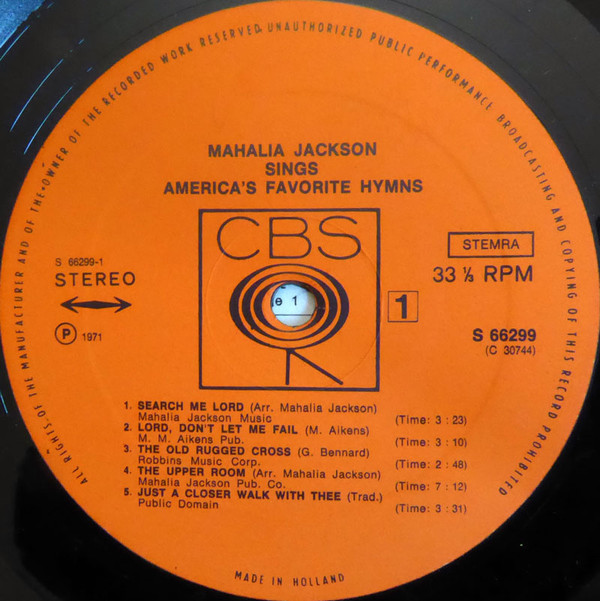 ALL RIGHTS OF THE MANUFACTURER AND OF THE OWNER OF THE RECORDED WORK RESERVED. UNAUTHORIZED PUBLIC PERFORMANCE, BROADCASTING AND COPYING OF THIS RECORD PROHIBITED
MAHALIA JACKSON
SINGS
AMERICA'S FAVORITE HYMNS
CBS
S 66299-1
STEREO
℗ 1971
e 1
STEMRA
33 ⅓ RPM
1
S 66299
(C 30744)
1. SEARCH ME LORD (Arr. Mahalia Jackson)
Mahalia Jackson Music (Time: 3 : 23)
2. LORD, DON'T LET ME FAIL (M. Aikens)
M. M. Aikens Pub. (Time: 3 : 10)
3. THE OLD RUGGED CROSS (G. Bennard)
Robbins Music Corp. (Time: 2 : 48)
4. THE UPPER ROOM (Arr. Mahalia Jackson)
Mahalia Jackson Pub. Co. (Time: 7 : 12)
5. JUST A CLOSER WALK WITH THEE (Trad.)
Public Domain (Time: 3 : 31)
MADE IN HOLLAND